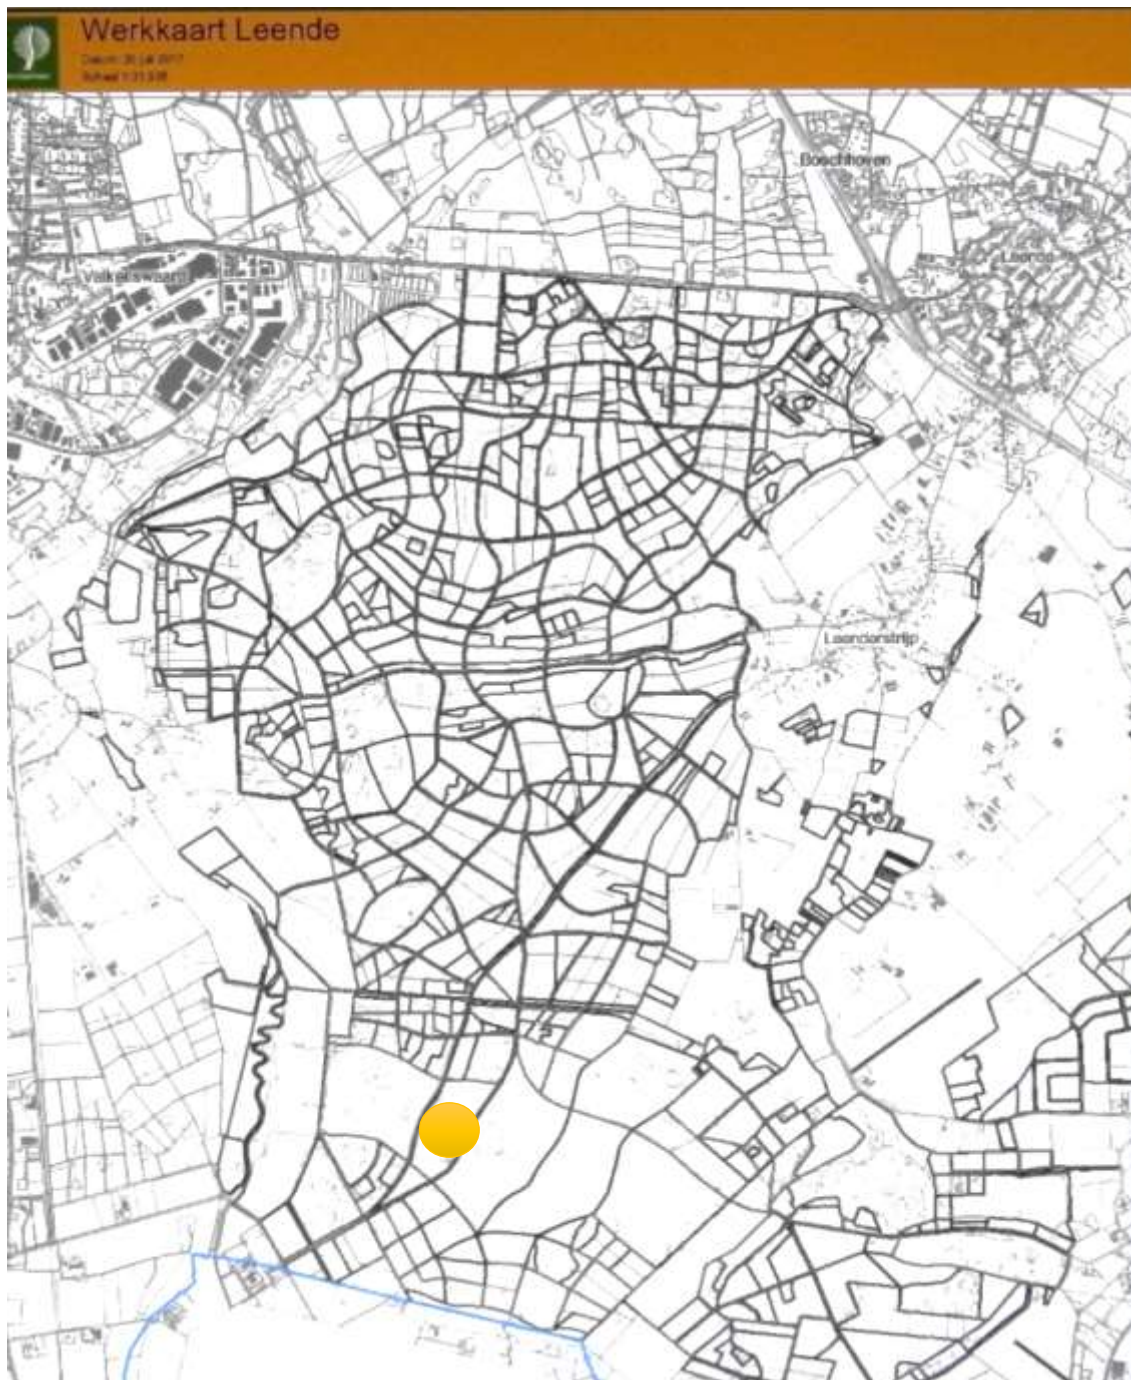 Werkkaart Leende
Boschhoven
Leende
Valkenswaard
Leenderstrijp